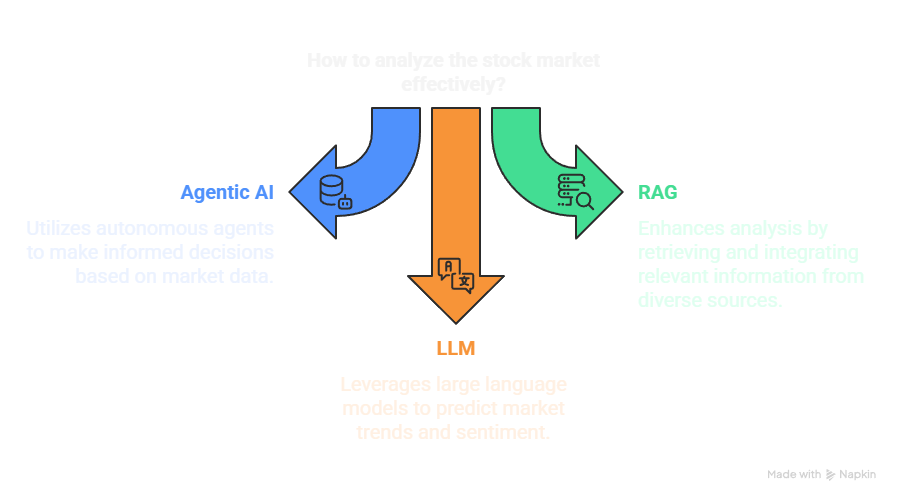 How to analyze the stock market
effectively?
Agentic AI
Utilizes autonomous agents
to make informed decisions
based on market data.
RAG
Enhances analysis by
retrieving and integrating
relevant information from
diverse sources.
A
文
LLM
Leverages large language
models to predict market
trends and sentiment.
Made with Napkin